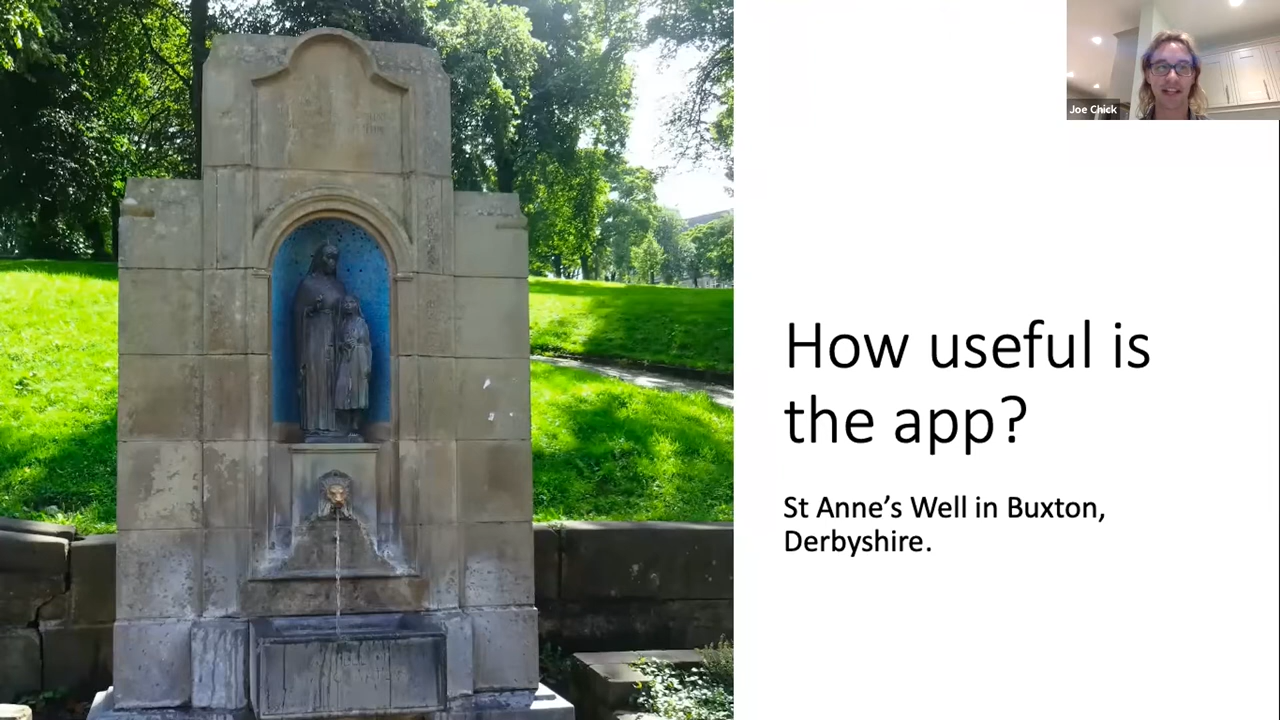 Joe Chick
How useful is
the app?
St Anne’s Well in Buxton,
Derbyshire.